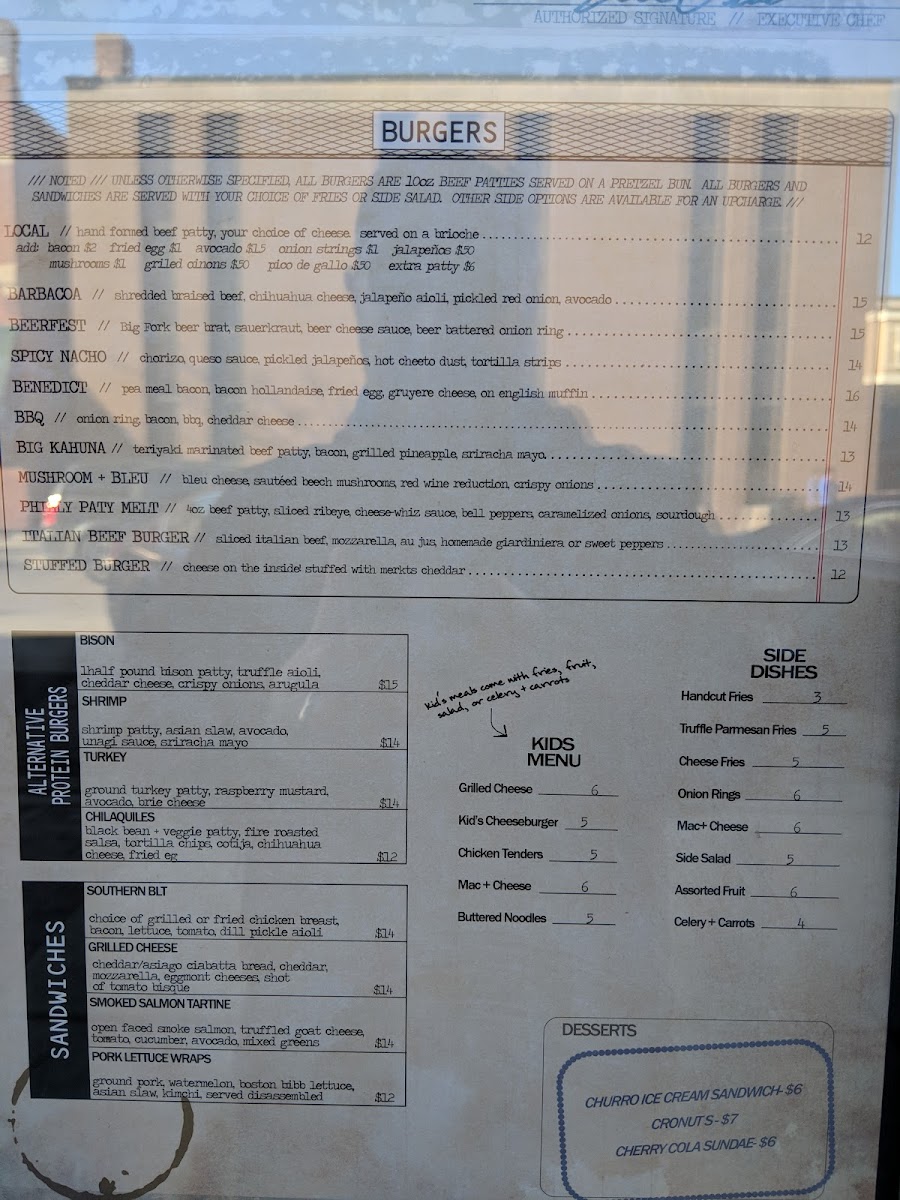 AUTHORIZED SIGNATURE // EXECUTIVE CHEF
BURGERS
/// NOTED /// UNLESS OTHERWISE SPECIFIED, ALL BURGERS ARE 10oz BEEF PATTIES SERVED ON A PRETZEL BUN. ALL BURGERS AND
SANDWICHES ARE SERVED WITH YOUR CHOICE OF FRIES OR SIDE SALAD. OTHER SIDE OPTIONS ARE AVAILABLE FOR AN UPCHARGE. ///
LOCAL // hand formed beef patty, your choice of cheese served on a brioche 12
add: bacon $2 fried egg $1 avocado $1.5 onion strings $1 jalapeños $.50
mushrooms $1 griled oinons $.50 pico de gallo $.50 extra patty $6
BARBACOA // shredded braised beef, chihuahua cheese, jalapeño aioli, pickled red onion, avocado 15
BEERFEST // Big Fork beer brat, sauerkraut, beer cheese sauce, beer battered onion ring 15
SPICY NACHO // chorizo, queso sauce, pickled jalapeños, hot cheeto dust, tortilla strips 14
BENEDICT // pea meal bacon, bacon hollandaise, fried egg, gruyere cheese, on english muffin 16
BBQ // onion ring, bacon, bbq, cheddar cheese 14
BIG KAHUNA // teriyaki marinated beef patty, bacon, grilled pineapple, sriracha mayo 13
MUSHROOM + BLEU // bleu cheese, sautéed beech mushrooms, red wine reduction, crispy onions 14
PHILLY PATY MELT // 4oz beef patty, sliced ribeye, cheese-whiz sauce, bell peppers, caramelized onions, sourdough 13
ITALIAN BEEF BURGER // sliced italian beef, mozzarella, au jus, homemade giardiniera or sweet peppers 13
STUFFED BURGER // cheese on the inside! stuffed with merkts cheddar 12
ALTERNATIVE
PROTEIN BURGERS
BISON
1half pound bison patty, truffle aioli,
cheddar cheese, crispy onions, arugula $15
SHRIMP
shrimp patty, asian slaw, avocado,
unagi sauce, sriracha mayo $14
TURKEY
ground turkey patty, raspberry mustard,
avocado, brie cheese $14
CHILAQUILES
black bean + veggie patty, fire roasted
salsa, tortilla chips, cotija, chihuahua
cheese, fried eg $12
SANDWICHES
SOUTHERN BLT
choice of grilled or fried chicken breast,
bacon, lettuce, tomato, dill pickle aioli $14
GRILLED CHEESE
cheddar/asiago ciabatta bread, cheddar,
mozzarella, eggmont cheeses, shot
of tomato bisque $14
SMOKED SALMON TARTINE
open faced smoke salmon, truffled goat cheese,
tomato, cucumber, avocado, mixed greens $14
PORK LETTUCE WRAPS
ground pork, watermelon, boston bibb lettuce,
asian slaw, kimchi, served disassembled $12
kid's meals come with fries, fruit,
salad, or celery + carrots
KIDS
MENU
Grilled Cheese 6
Kid's Cheeseburger 5
Chicken Tenders 5
Mac + Cheese 6
Buttered Noodles 5
SIDE
DISHES
Handcut Fries 3
Truffle Parmesan Fries 5
Cheese Fries 5
Onion Rings 6
Mac+ Cheese 6
Side Salad 5
Assorted Fruit 6
Celery + Carrots 4
DESSERTS
CHURRO ICE CREAM SANDWICH- $6
CRONUTS - $7
CHERRY COLA SUNDAE- $6